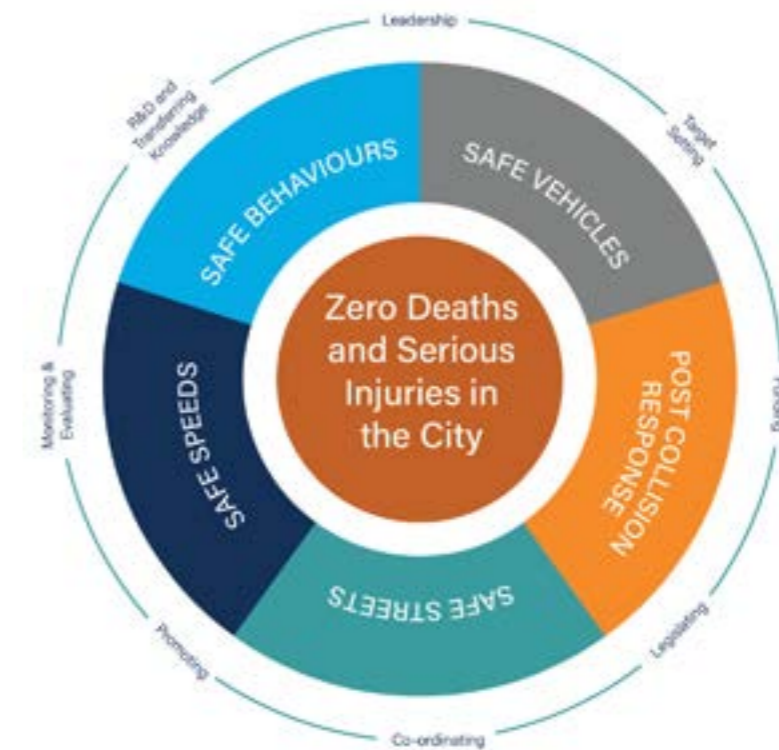 Leadership
Target
Setting
Funding
Legislating
Co-ordinating
Promoting
Monitoring &
Evaluating
R&D and
Transferring
Knowledge
SAFE BEHAVIOURS
SAFE VEHICLES
POST COLLISION
RESPONSE
SAFE STREETS
SAFE SPEEDS
Zero Deaths
and Serious
Injuries in
the City